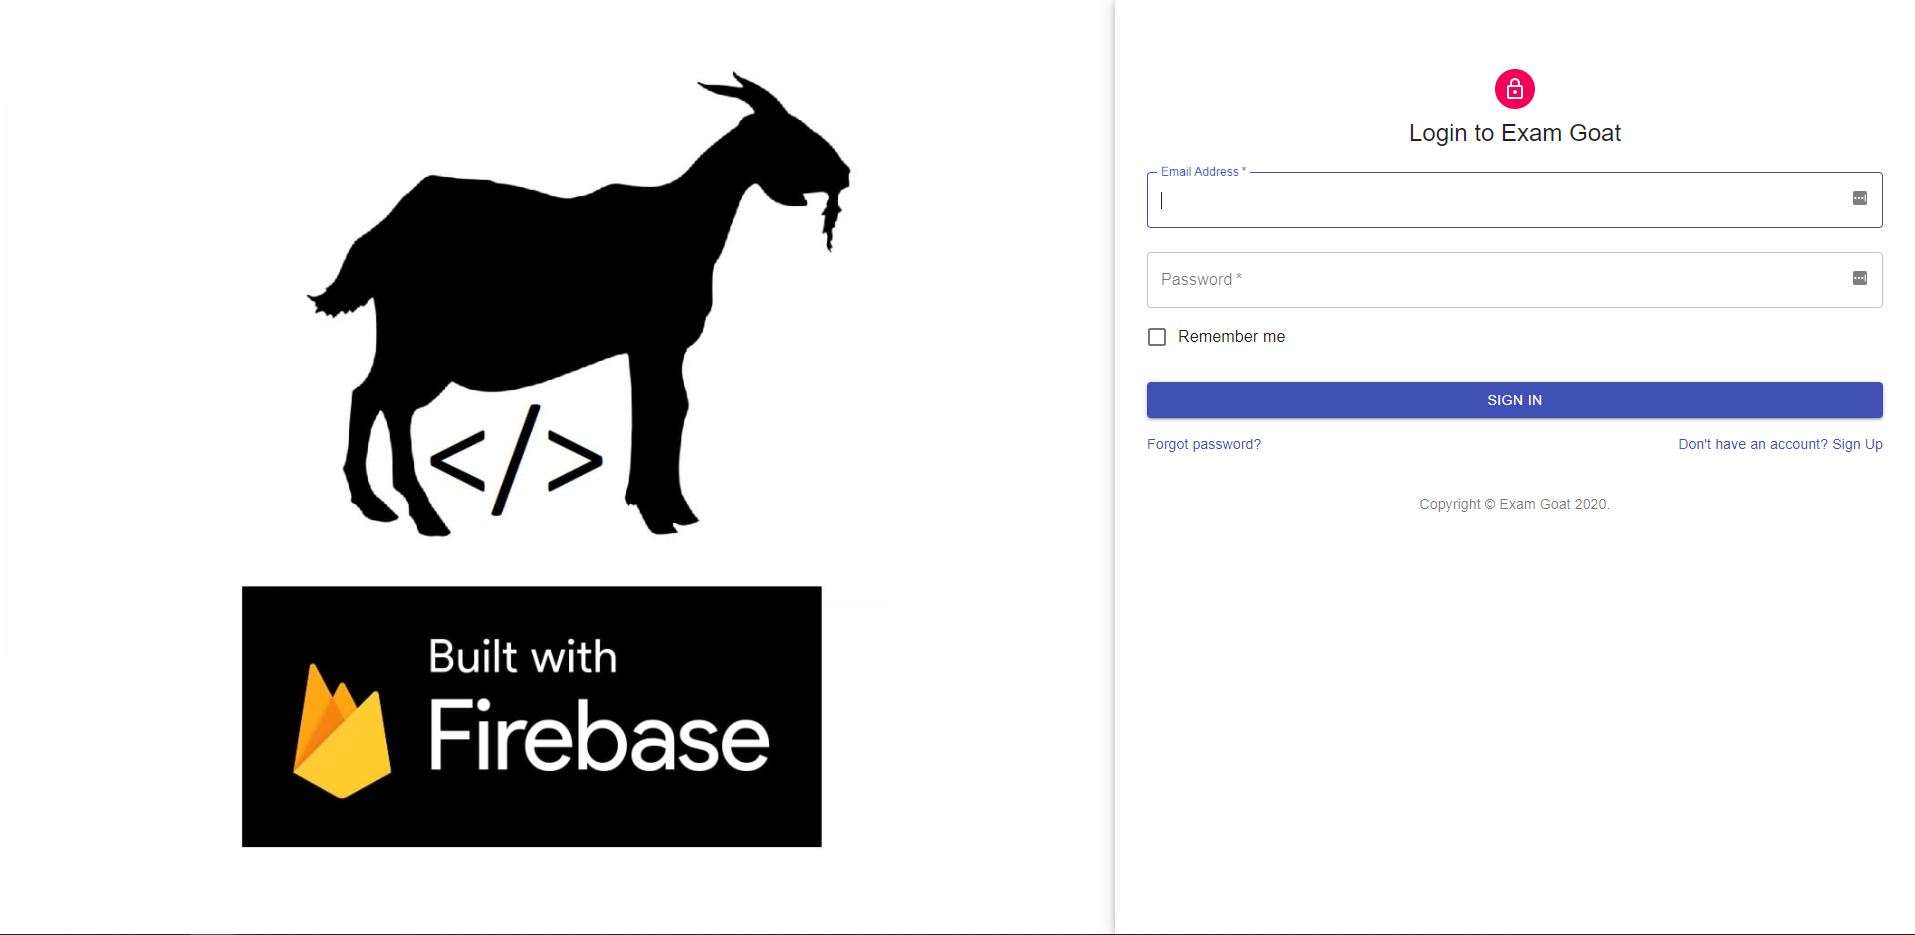 </>
Built with
Firebase
Login to Exam Goat
Email Address *
Password *
Remember me
SIGN IN
Forgot password?
Don't have an account? Sign Up
Copyright © Exam Goat 2020.